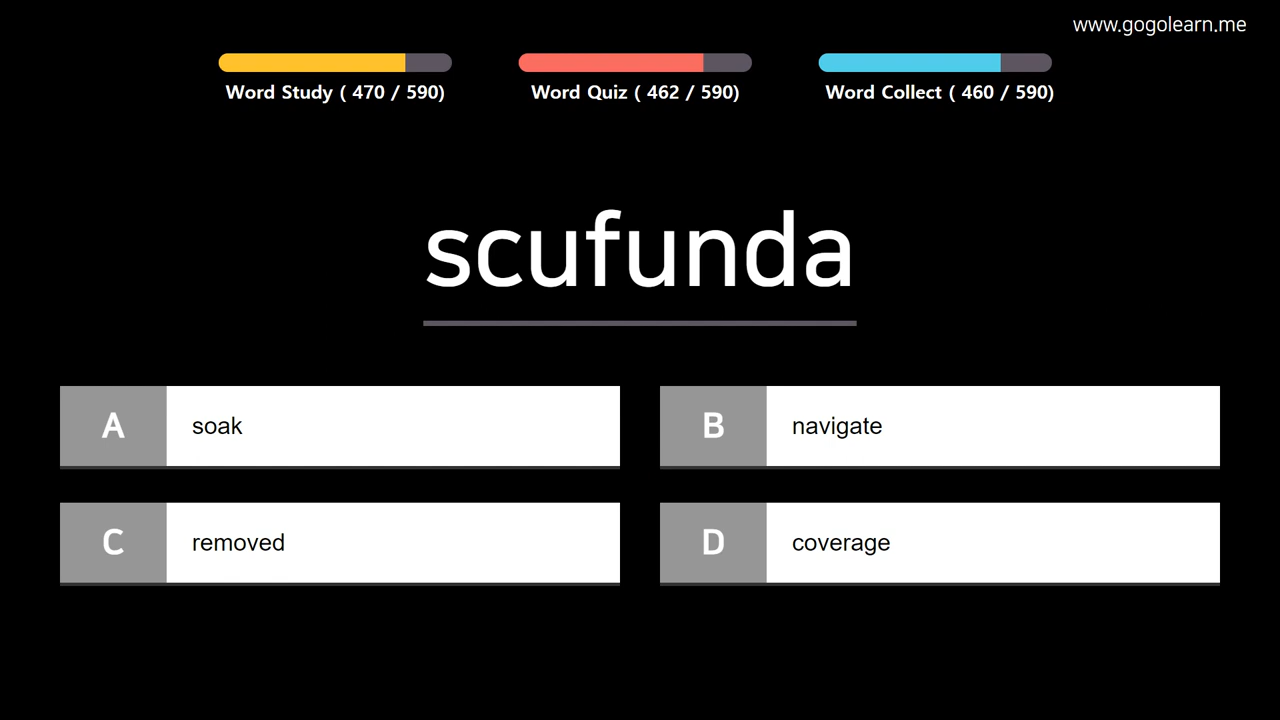 www.gogolearn.me
Word Study ( 470 / 590)
Word Quiz ( 462 / 590)
Word Collect ( 460 / 590)
scufunda
A soak
B navigate
C removed
D coverage